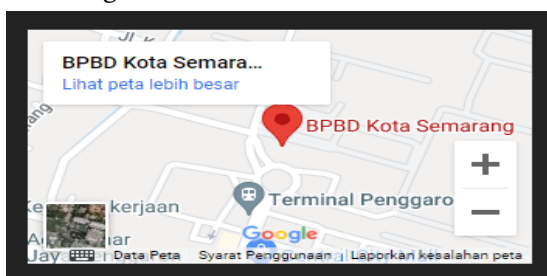 BPBD Kota Semara...
Lihat peta lebih besar
BPBD Kota Semarang
Terminal Penggaro
kerjaan
Google
Data Peta Syarat Penggunaan Laporkan kesalahan peta